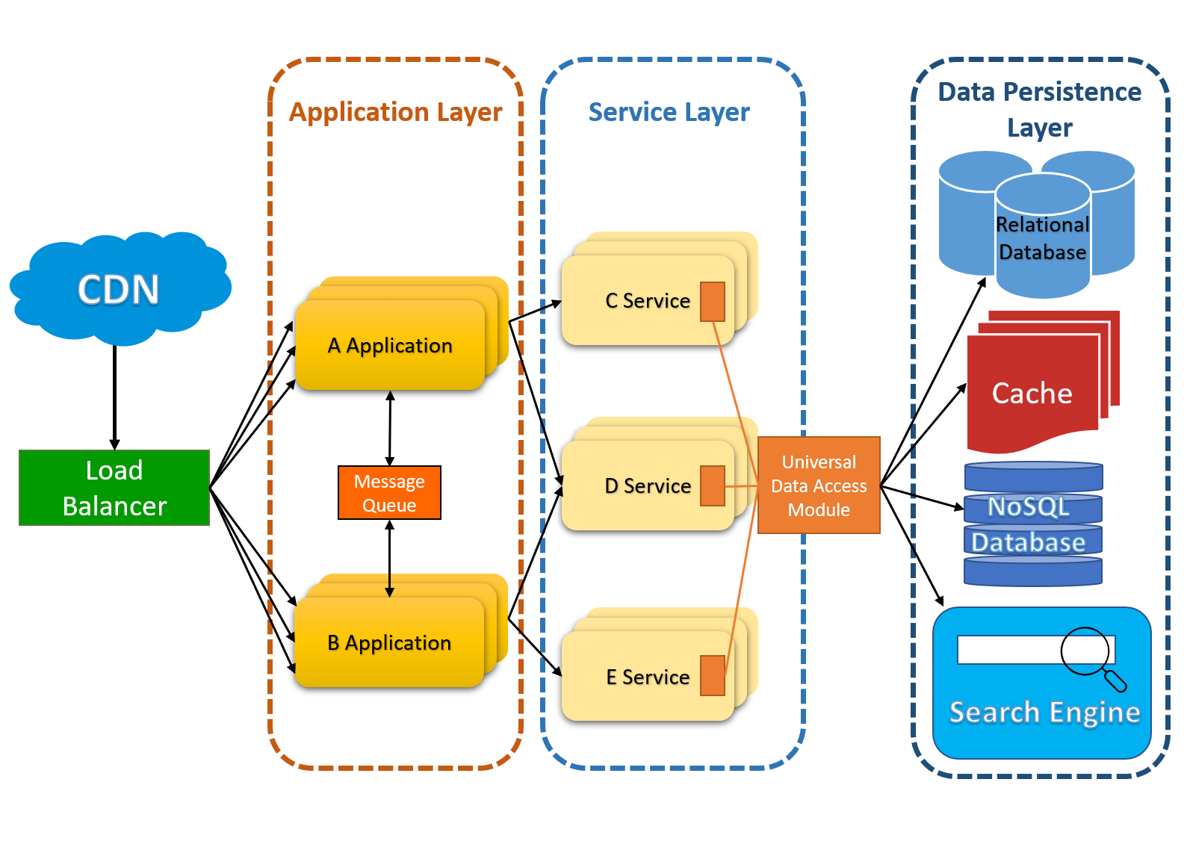 Application Layer
Service Layer
Data Persistence
Layer
CDN
Load
Balancer
A Application
Message
Queue
B Application
C Service
D Service
E Service
Universal
Data Access
Module
Relational
Database
Cache
NoSQL
Database
Search Engine